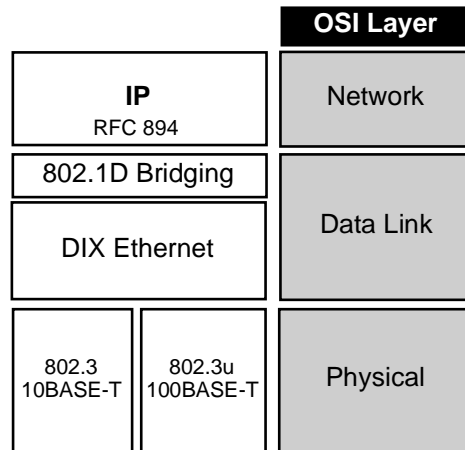 OSI Layer
IP
RFC 894
Network
802.1D Bridging
DIX Ethernet
Data Link
802.3
10BASE-T
802.3u
100BASE-T
Physical